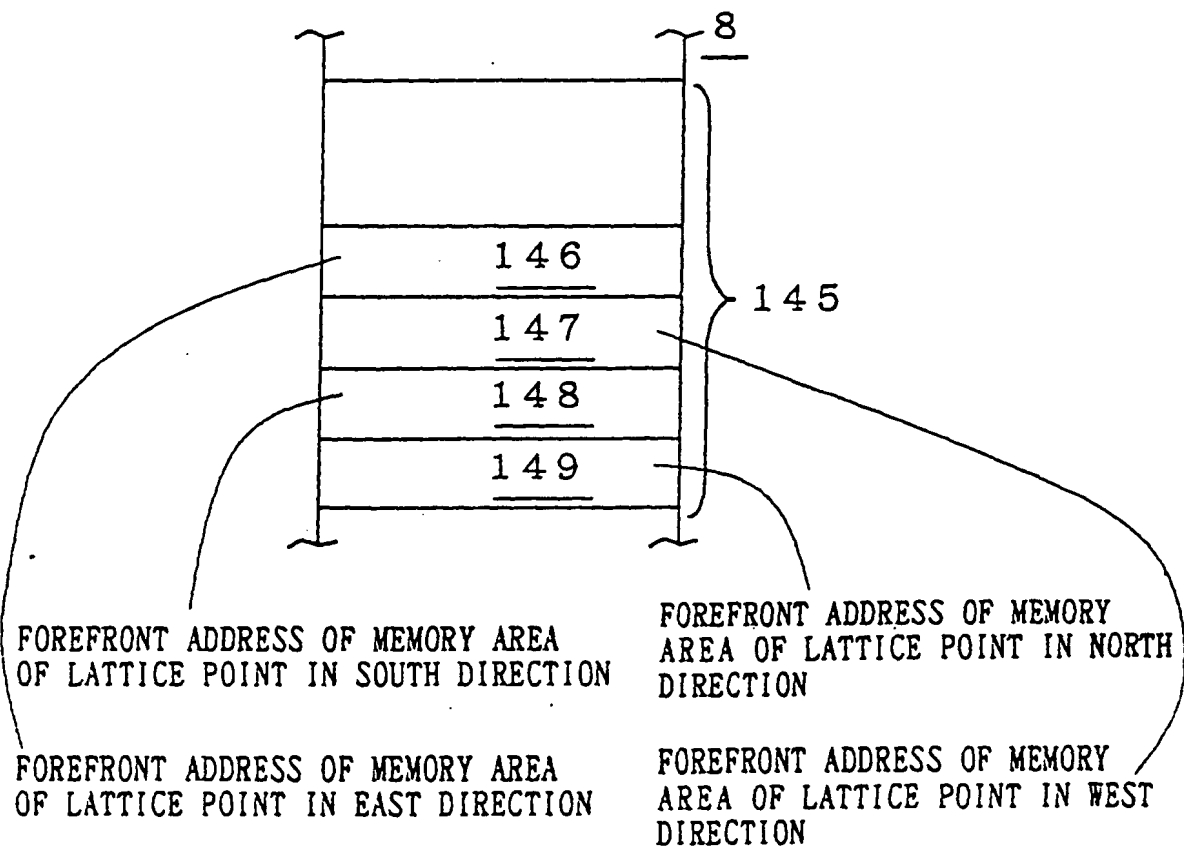 8
146
147
145
148
149
FOREFRONT ADDRESS OF MEMORY AREA
OF LATTICE POINT IN SOUTH DIRECTION
FOREFRONT ADDRESS OF MEMORY
AREA OF LATTICE POINT IN NORTH
DIRECTION
FOREFRONT ADDRESS OF MEMORY AREA
OF LATTICE POINT IN EAST DIRECTION
FOREFRONT ADDRESS OF MEMORY
AREA OF LATTICE POINT IN WEST
DIRECTION